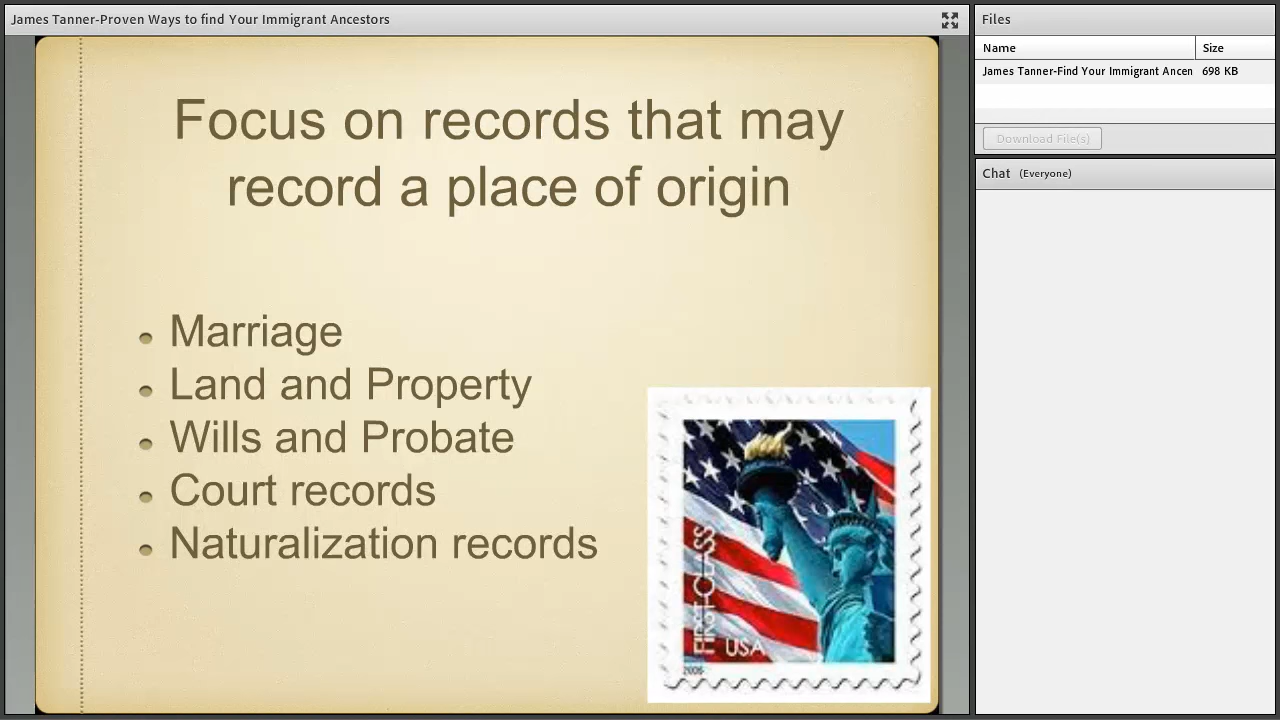 James Tanner-Proven Ways to find Your Immigrant Ancestors
Focus on records that may
record a place of origin
Marriage
Land and Property
Wills and Probate
Court records
Naturalization records
FIRST-CLASS
USA
2006
Files
Name Size
James Tanner-Find Your Immigrant Ancen 698 KB
Download File(s)
Chat (Everyone)